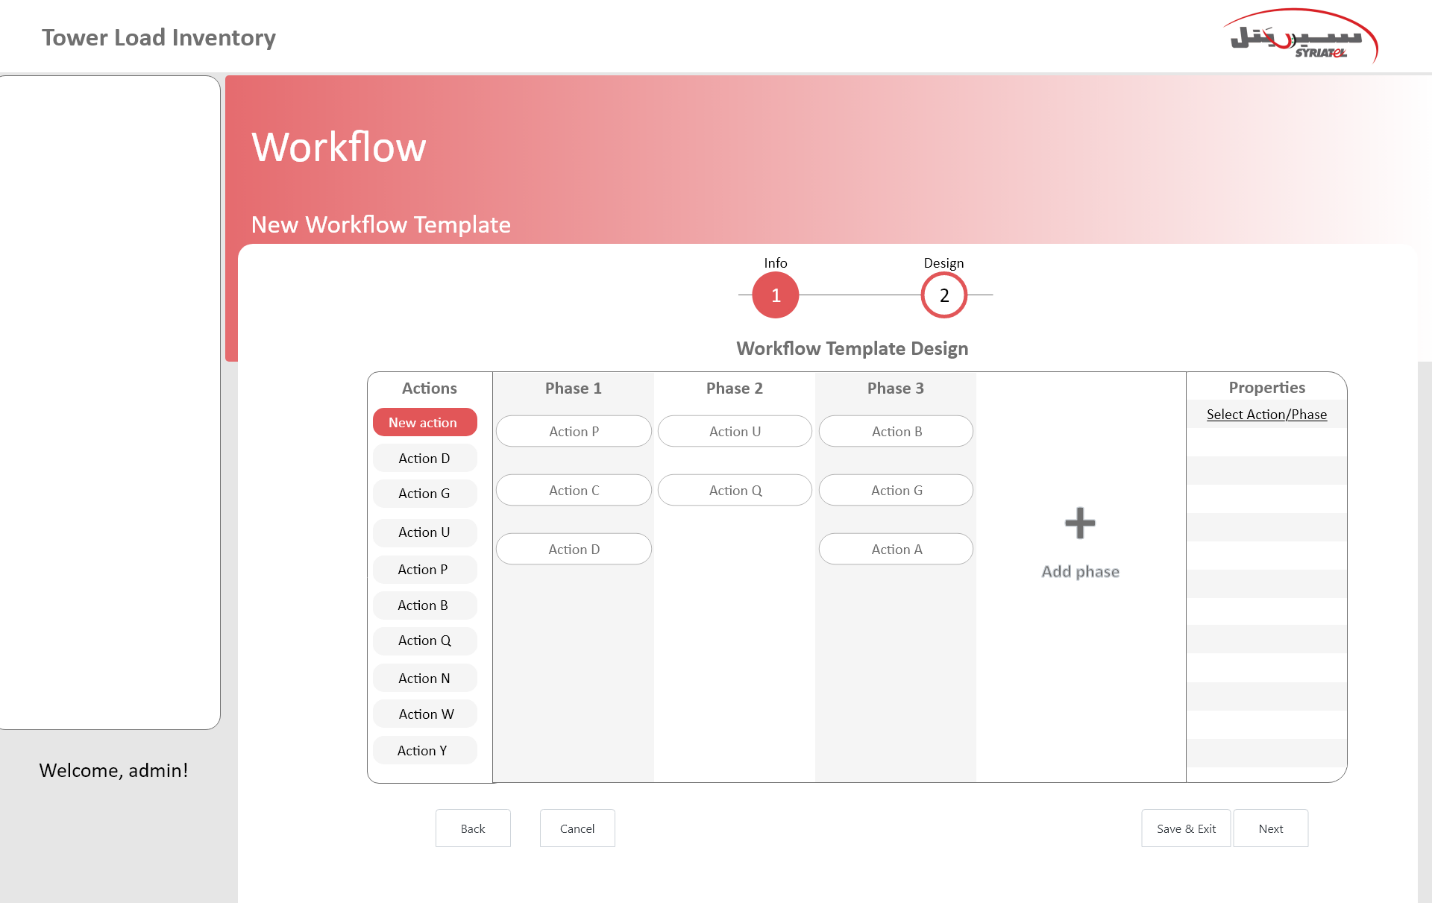 Tower Load Inventory
سيريتل
SYRIATEL
Workflow
New Workflow Template
Info
Design
1
2
Workflow Template Design
Actions
Phase 1
Phase 2
Phase 3
Properties
New action
Action P
Action U
Action B
Select Action/Phase
Action D
Action G
Action C
Action Q
Action G
Action U
Action D
Action A
Add phase
Action P
Action B
Action Q
Action N
Action W
Action Y
Welcome, admin!
Back
Cancel
Save & Exit
Next